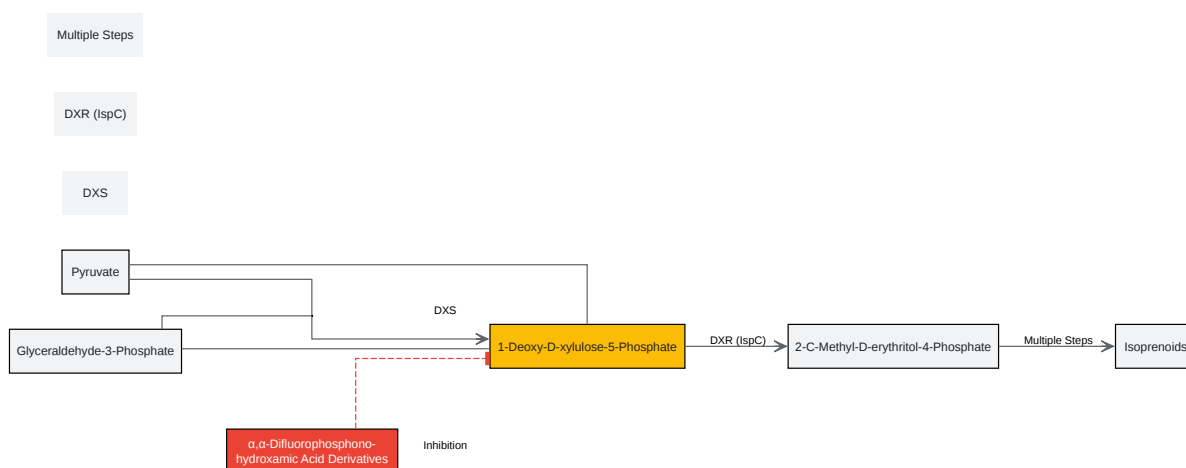 Multiple Steps
DXR (IspC)
DXS
Pyruvate
DXS
Glyceraldehyde-3-Phosphate
1-Deoxy-D-xylulose-5-Phosphate
DXR (IspC)
2-C-Methyl-D-erythritol-4-Phosphate
Multiple Steps
Isoprenoids
α,α-Difluorophosphono-
hydroxamic Acid Derivatives
Inhibition